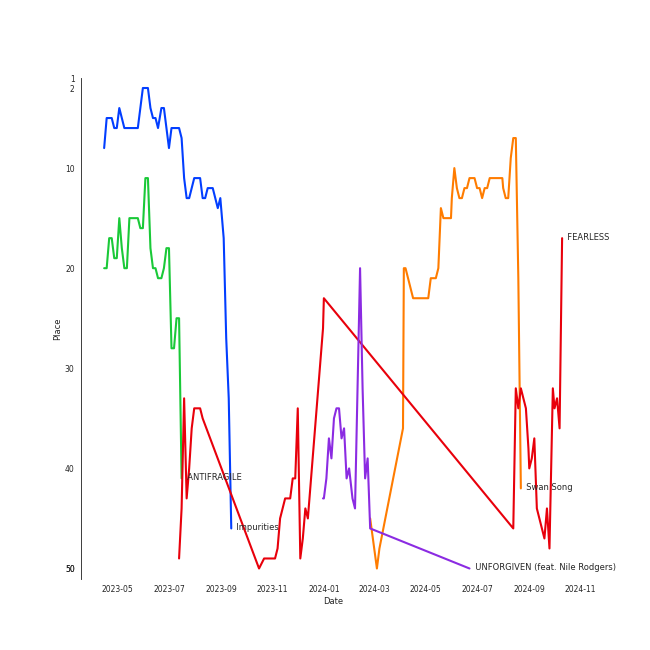 1
2
10
20
30
40
50
Place
FEARLESS
ANTIFRAGILE
Swan Song
Impurities
UNFORGIVEN (feat. Nile Rodgers)
2023-05 2023-07 2023-09 2023-11 2024-01 2024-03 2024-05 2024-07 2024-09 2024-11
Date